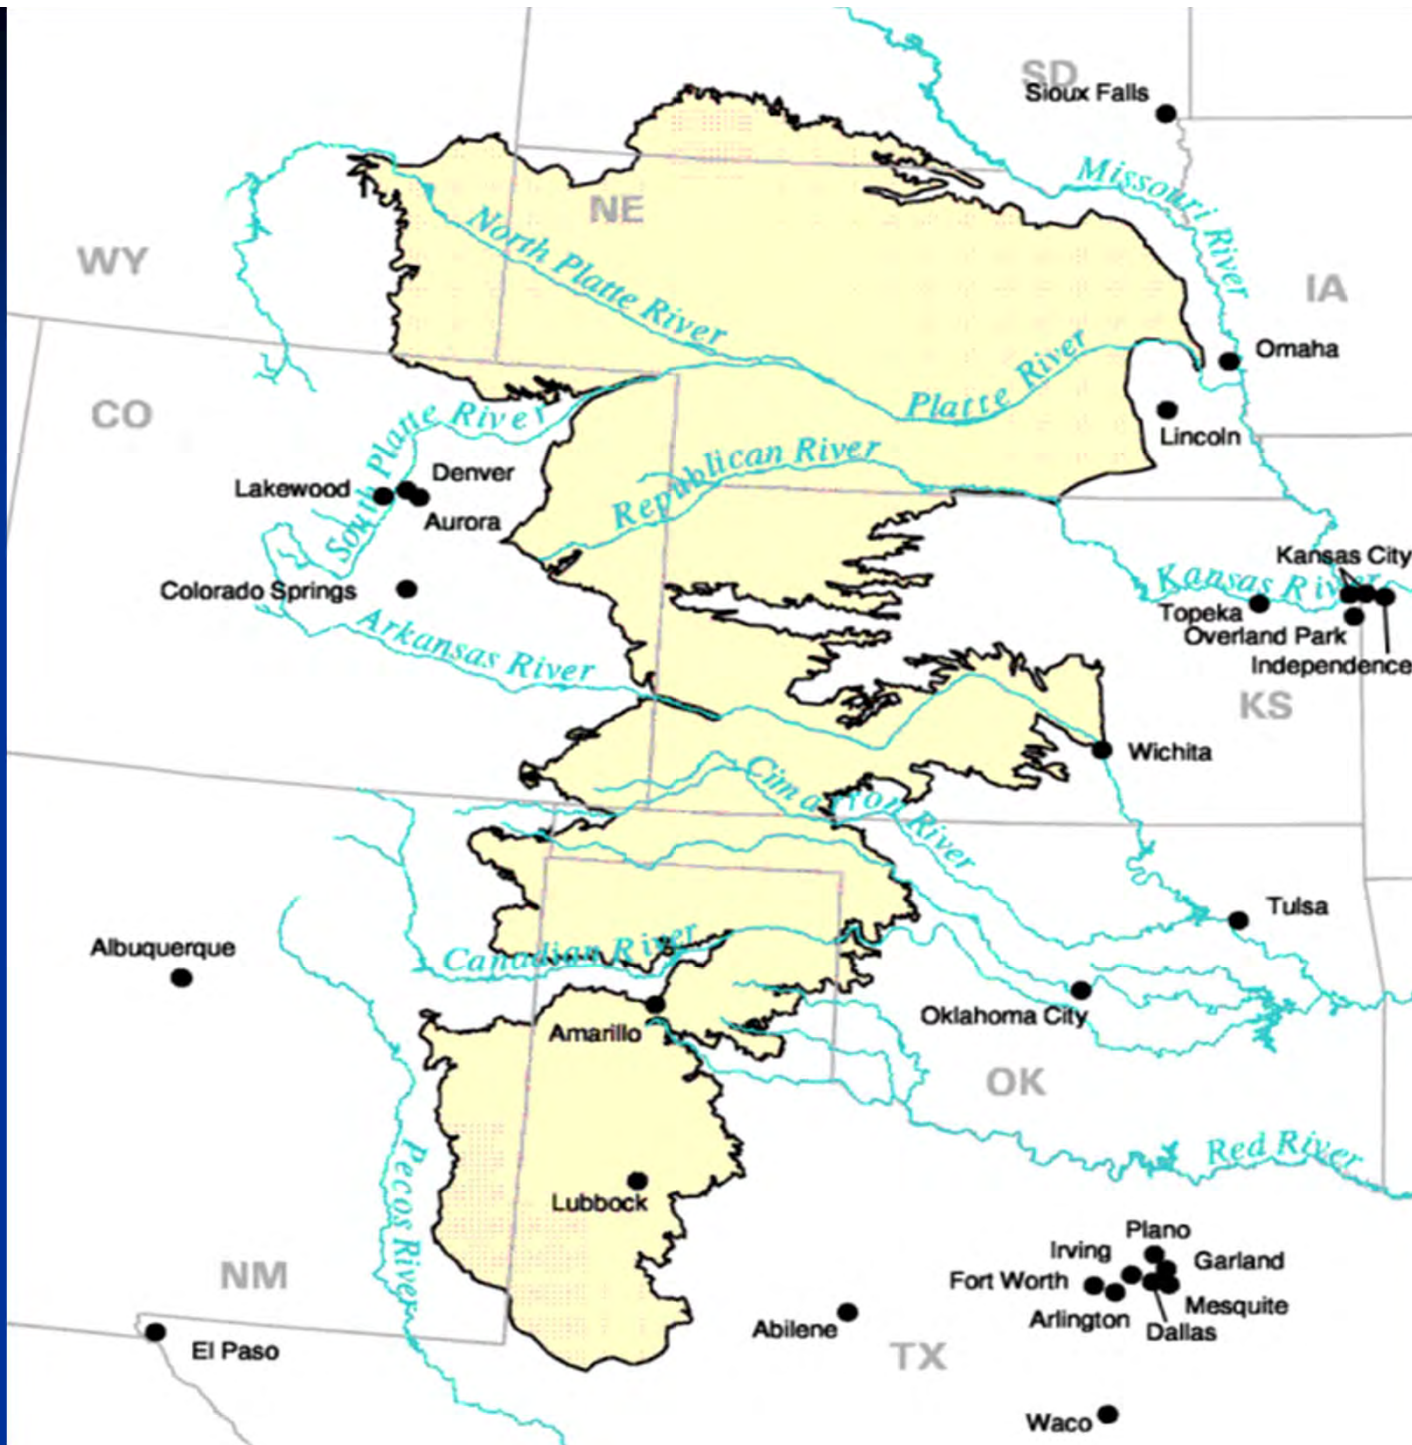 SD
Sioux Falls
Missouri River
NE
North Platte River
WY
IA
Omaha
Platte River
CO
South Platte River
Lincoln
Republican River
Denver
Lakewood
Aurora
Kansas City
Colorado Springs
Kansas River
Topeka
Arkansas River
Overland Park
Independence
KS
Wichita
Cimarron River
Tulsa
Canadian River
Albuquerque
Oklahoma City
Amarillo
OK
Red River
Pecos River
Lubbock
Plano
Irving
Garland
NM
Fort Worth
Mesquite
Arlington
Dallas
Abilene
El Paso
TX
Waco